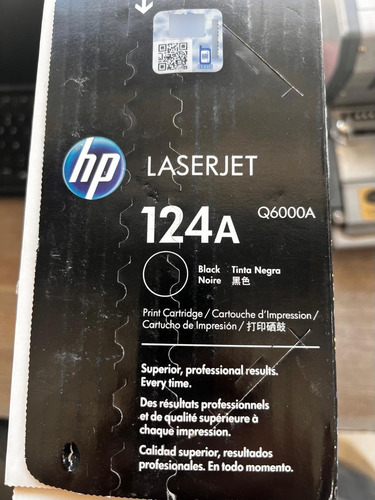 hp
LASERJET
124A Q6000A
Black Tinta Negra
Noire 黑色
Print Cartridge / Cartouche d'Impression /
Cartucho de Impresión / 打印硒鼓
Superior, professional results.
Every time.
Des résultats professionnels
et de qualité supérieure à
chaque impression.
Calidad superior, resultados
profesionales. En todo momento.